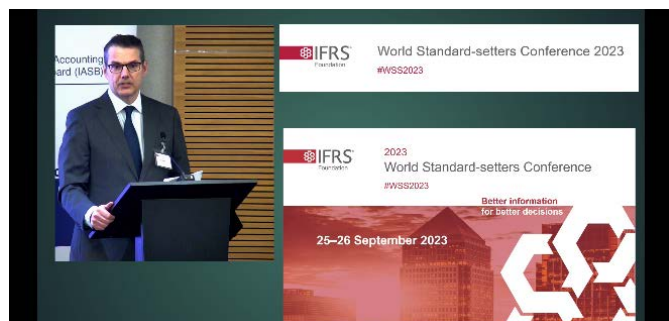 Accounting
ard (IASB)
IFRS
Foundation
World Standard-setters Conference 2023
#WSS2023
IFRS
Foundation
2023
World Standard-setters Conference
#WSS2023
Better information
for better decisions
25–26 September 2023